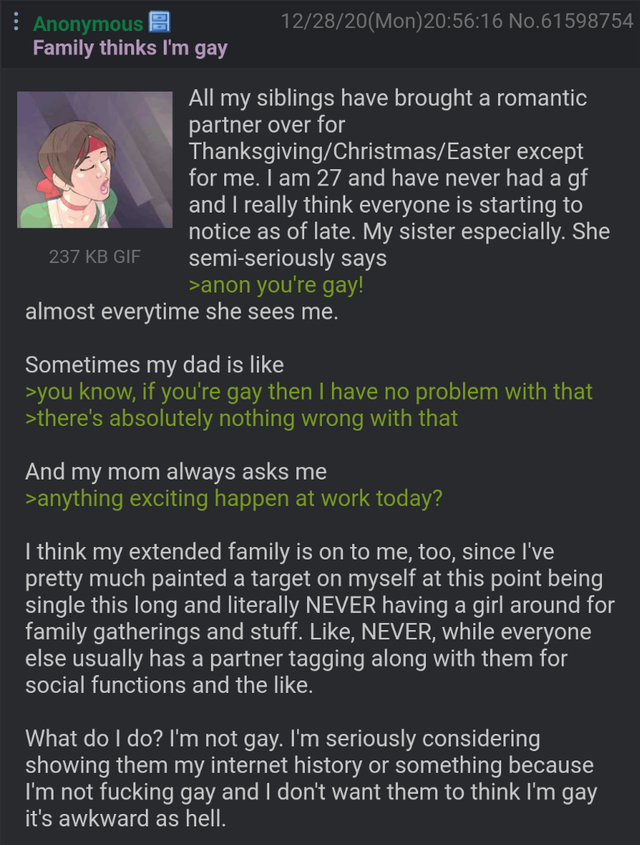 Anonymous
12/28/20(Mon)20:56:16 No.61598754
Family thinks I'm gay
All my siblings have brought a romantic
partner over for
Thanksgiving/Christmas/Easter except
for me. I am 27 and have never had a gf
and I really think everyone is starting to
notice as of late. My sister especially. She
semi-seriously says
>anon you're gay!
almost everytime she sees me.
237 KB GIF
Sometimes my dad is like
>you know, if you're gay then I have no problem with that
>there's absolutely nothing wrong with that
And my mom always asks me
>anything exciting happen at work today?
I think my extended family is on to me, too, since I've
pretty much painted a target on myself at this point being
single this long and literally NEVER having a girl around for
family gatherings and stuff. Like, NEVER, while everyone
else usually has a partner tagging along with them for
social functions and the like.
What do I do? I'm not gay. I'm seriously considering
showing them my internet history or something because
I'm not fucking gay and I don't want them to think I'm gay
it's awkward as hell.